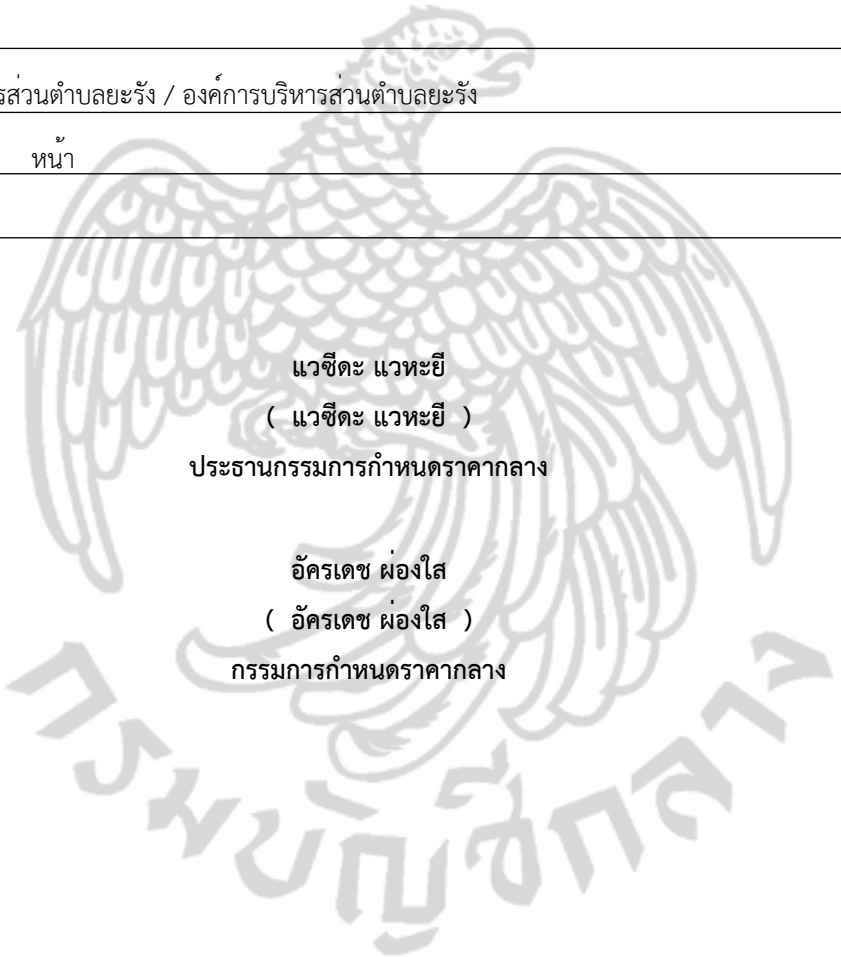 รส่วนตำบลยะรัง / องค์การบริหารส่วนตำบลยะรัง
หน้า
แวซีดะ แวหะยี
( แวซีดะ แวหะยี )
ประธานกรรมการกำหนดราคากลาง
อัครเดช ผ่องใส
( อัครเดช ผ่องใส )
กรรมการกำหนดราคากลาง
กรมบัญชีกลาง